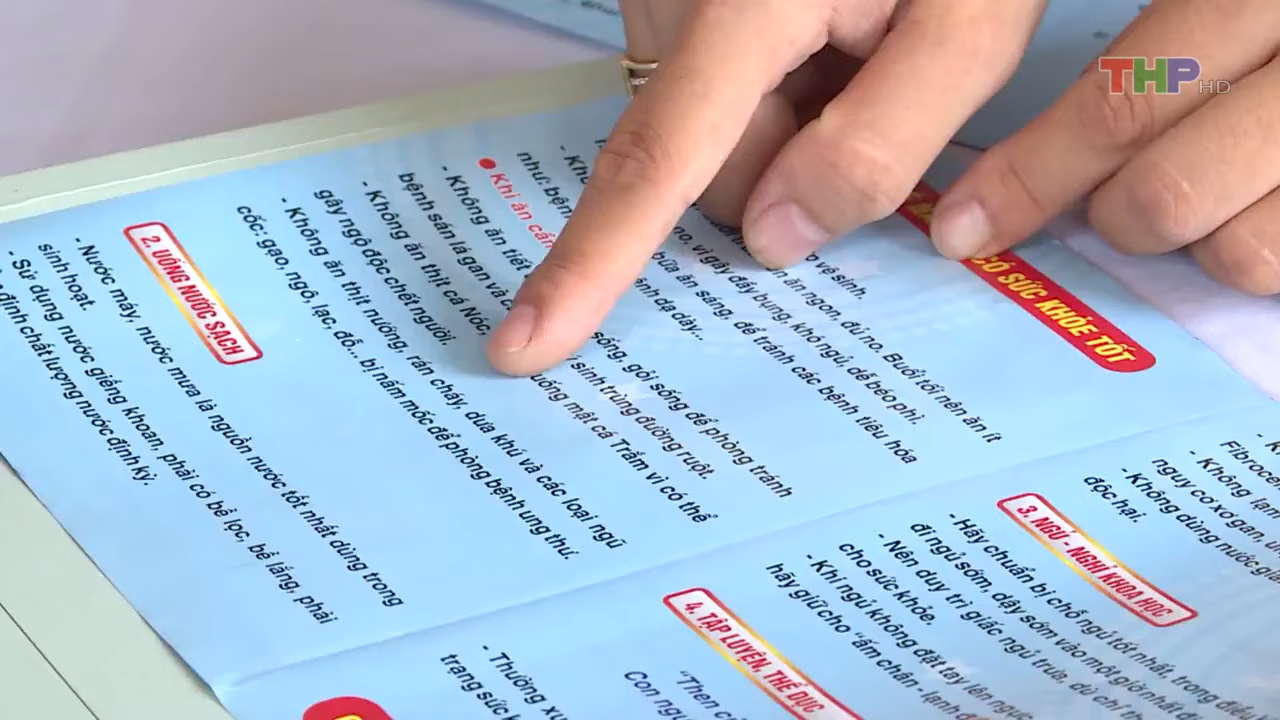 THP HD
CÓ SỨC KHỎE TỐT
vệ sinh.
ăn ngon, đủ no. Buổi tối nên ăn ít
no, vì gây đầy bụng, khó ngủ, dễ béo phì.
bữa ăn sáng, để tránh các bệnh tiêu hóa
như: dạ dày...
● Khi ăn
- Không ăn tiết sống, gỏi sống để phòng tránh
bệnh sán lá gan và sinh trùng đường ruột.
- Không ăn thịt cá Nóc, uống mật cá Trắm vì có thể
gây ngộ độc chết người.
- Không ăn thịt nướng, rán cháy, dưa khú và các loại ngũ
cốc: gạo, ngô, lạc, đỗ... bị nấm mốc để phòng bệnh ung thư.
2. UỐNG NƯỚC SẠCH
- Nước máy, nước mưa là nguồn nước tốt nhất dùng trong
sinh hoạt.
- Sử dụng nước giếng khoan, phải có bể lọc, bể lắng, phải
định chất lượng nước định kỳ.
- Không
nguy cơ xơ gan,
- Không dùng nước
độc hại.
3. NGỦ - NGHỈ KHOA HỌC
- Hãy chuẩn bị chỗ ngủ tốt nhất, trong
đi ngủ sớm, dậy sớm vào một giờ nhất
- Nên duy trì giấc ngủ trưa, dù chỉ
cho sức khỏe.
- Khi ngủ không đặt tay lên
hãy giữ cho "ấm chân - lạnh
4. TẬP LUYỆN, THỂ DỤC
"Then
Con
- Thường
trạng sức